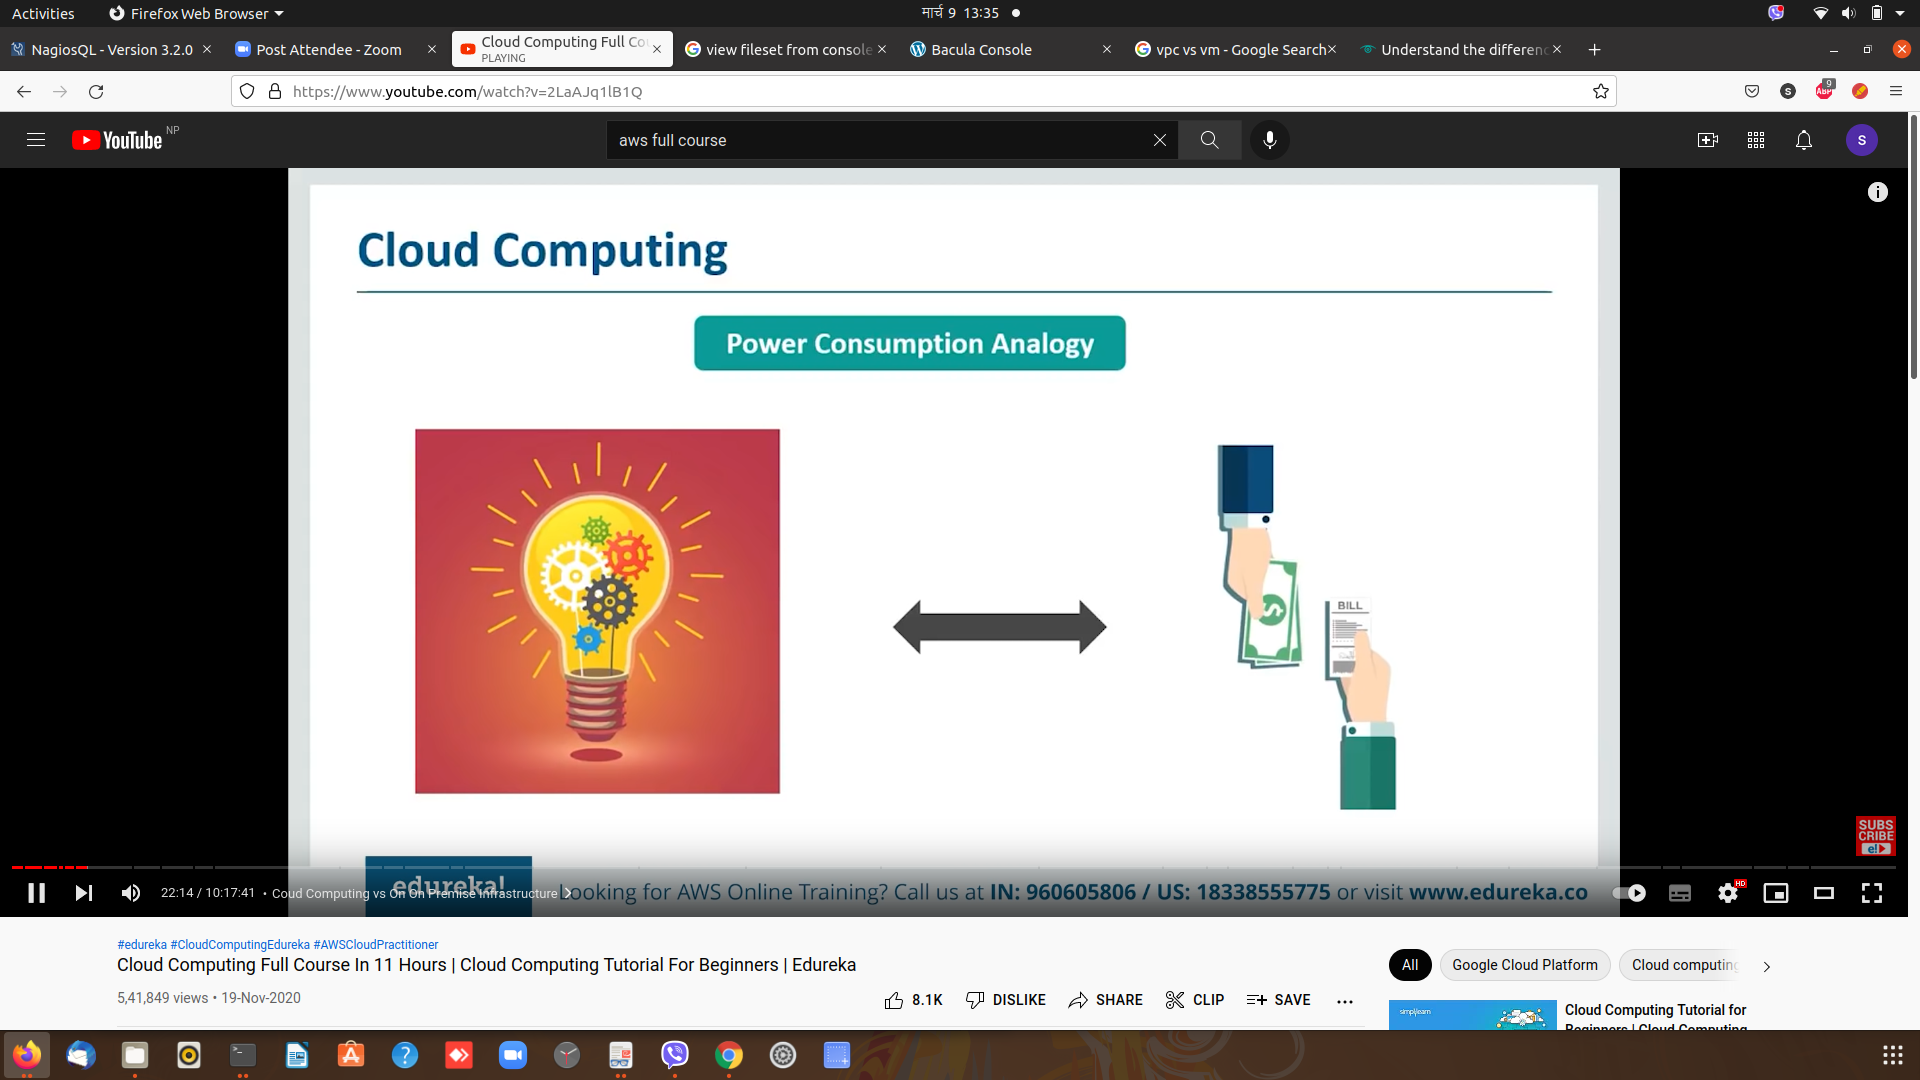 Activities
Firefox Web Browser
मार्च 9 13:35
NagiosQL - Version 3.2.0
Post Attendee - Zoom
Cloud Computing Full Co
PLAYING
view fileset from console
Bacula Console
vpc vs vm - Google Search
Understand the differenc
https://www.youtube.com/watch?v=2LaAJq1lB1Q
S
ABP
9
YouTube NP
aws full course
S
Cloud Computing
Power Consumption Analogy
BILL
SUBS
CRIBE
e!
edureka!
Looking for AWS Online Training? Call us at IN: 960605806 / US: 18338555775 or visit www.edureka.co
22:14 / 10:17:41 • Coud Computing vs On On Premise Infrastructure
HD
#edureka #CloudComputingEdureka #AWSCloudPractitioner
Cloud Computing Full Course In 11 Hours | Cloud Computing Tutorial For Beginners | Edureka
5,41,849 views • 19-Nov-2020
8.1K
DISLIKE
SHARE
CLIP
SAVE
All
Google Cloud Platform
Cloud computing
simplilearn
Cloud Computing Tutorial for
Beginners | Cloud Computing